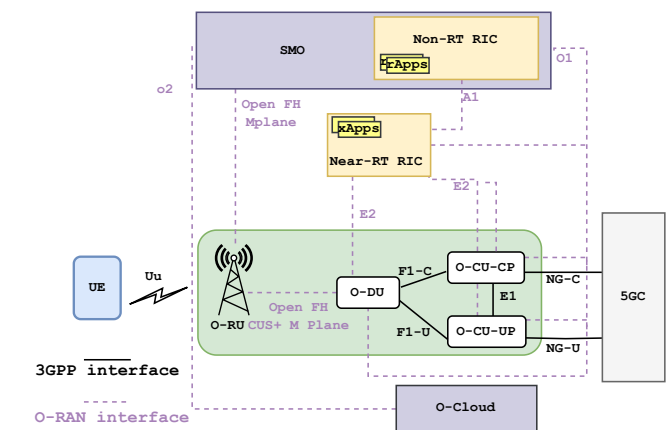 Non-RT RIC
SMO
rApps
O1
o2
A1
Open FH
Mplane
xApps
Near-RT RIC
E2
E2
Uu
UE
F1-C
O-CU-CP
NG-C
O-DU
E1
5GC
Open FH
O-RU
CUS+ M Plane
F1-U
O-CU-UP
NG-U
3GPP interface
O-Cloud
O-RAN interface